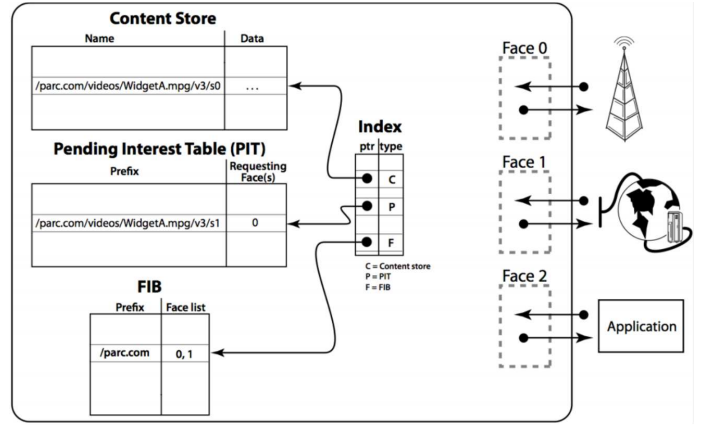 Content Store
Name Data
/parc.com/videos/WidgetA.mpg/v3/s0 ...
Pending Interest Table (PIT)
Prefix Requesting Face(s)
/parc.com/videos/WidgetA.mpg/v3/s1 0
FIB
Prefix Face list
/parc.com 0, 1
Index
ptr type
C
P
F
C = Content store
P = PIT
F = FIB
Face 0
Face 1
Face 2
Application